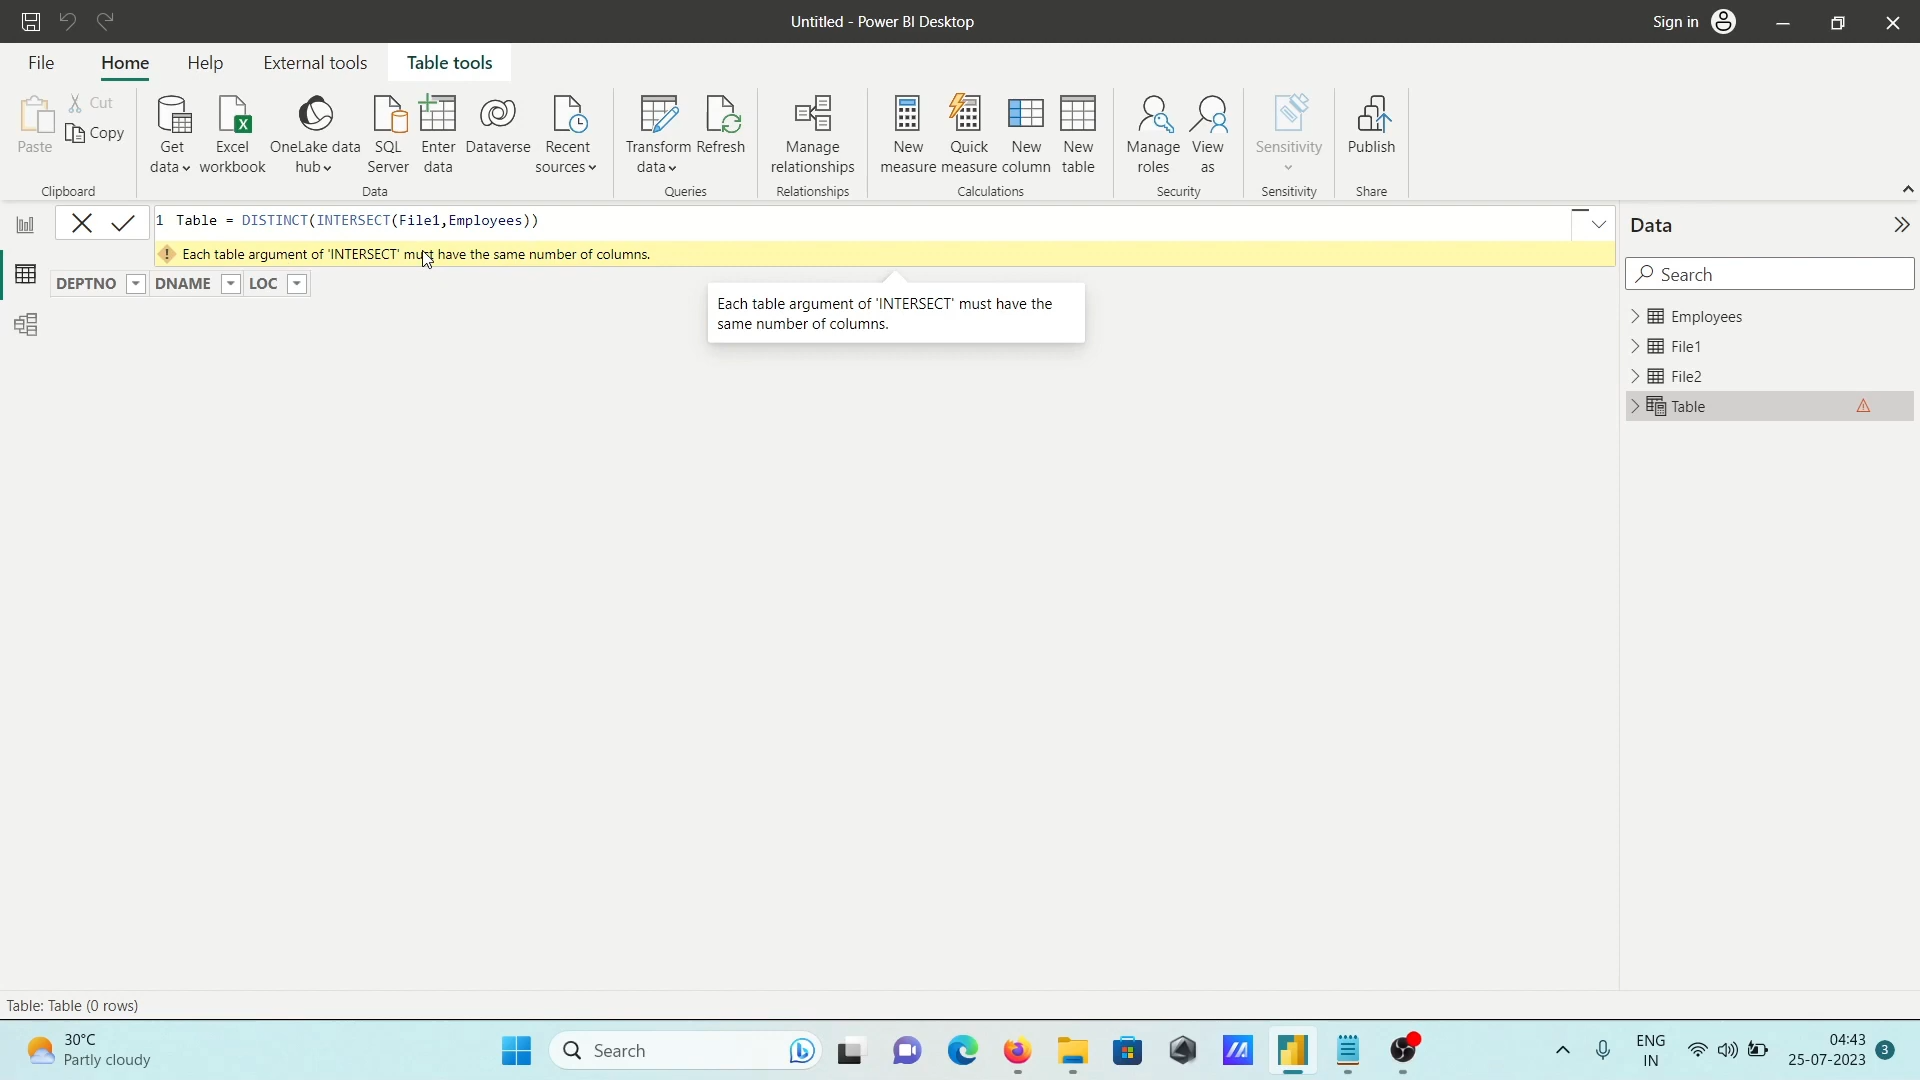 Untitled - Power BI Desktop
Sign in
File
Home
Help
External tools
Table tools
Paste
Cut
Copy
Clipboard
Get data
Excel workbook
OneLake data hub
SQL Server
Enter data
Dataverse
Recent sources
Data
Transform data
Refresh
Queries
Manage relationships
Relationships
New measure
Quick measure
New column
New table
Calculations
Manage roles
View as
Security
Sensitivity
Sensitivity
Publish
Share
1 Table = DISTINCT(INTERSECT(File1,Employees))
Each table argument of 'INTERSECT' must have the same number of columns.
DEPTNO
DNAME
LOC
Each table argument of 'INTERSECT' must have the
same number of columns.
Data
Search
Employees
File1
File2
Table
Table: Table (0 rows)
30°C
Partly cloudy
Search
ENG
IN
04:43
25-07-2023
3